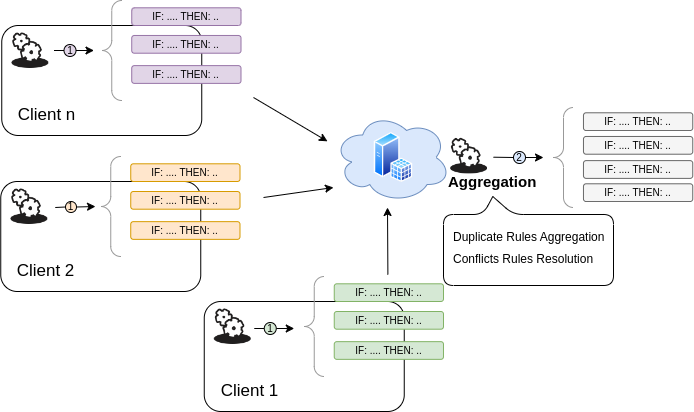 IF: .... THEN: ..
1
IF: .... THEN: ..
IF: .... THEN: ..
Client n
IF: .... THEN: ..
1
IF: .... THEN: ..
IF: .... THEN: ..
Client 2
IF: .... THEN: ..
1
IF: .... THEN: ..
IF: .... THEN: ..
Client 1
Aggregation
2
IF: .... THEN: ..
IF: .... THEN: ..
IF: .... THEN: ..
IF: .... THEN: ..
Duplicate Rules Aggregation
Conflicts Rules Resolution